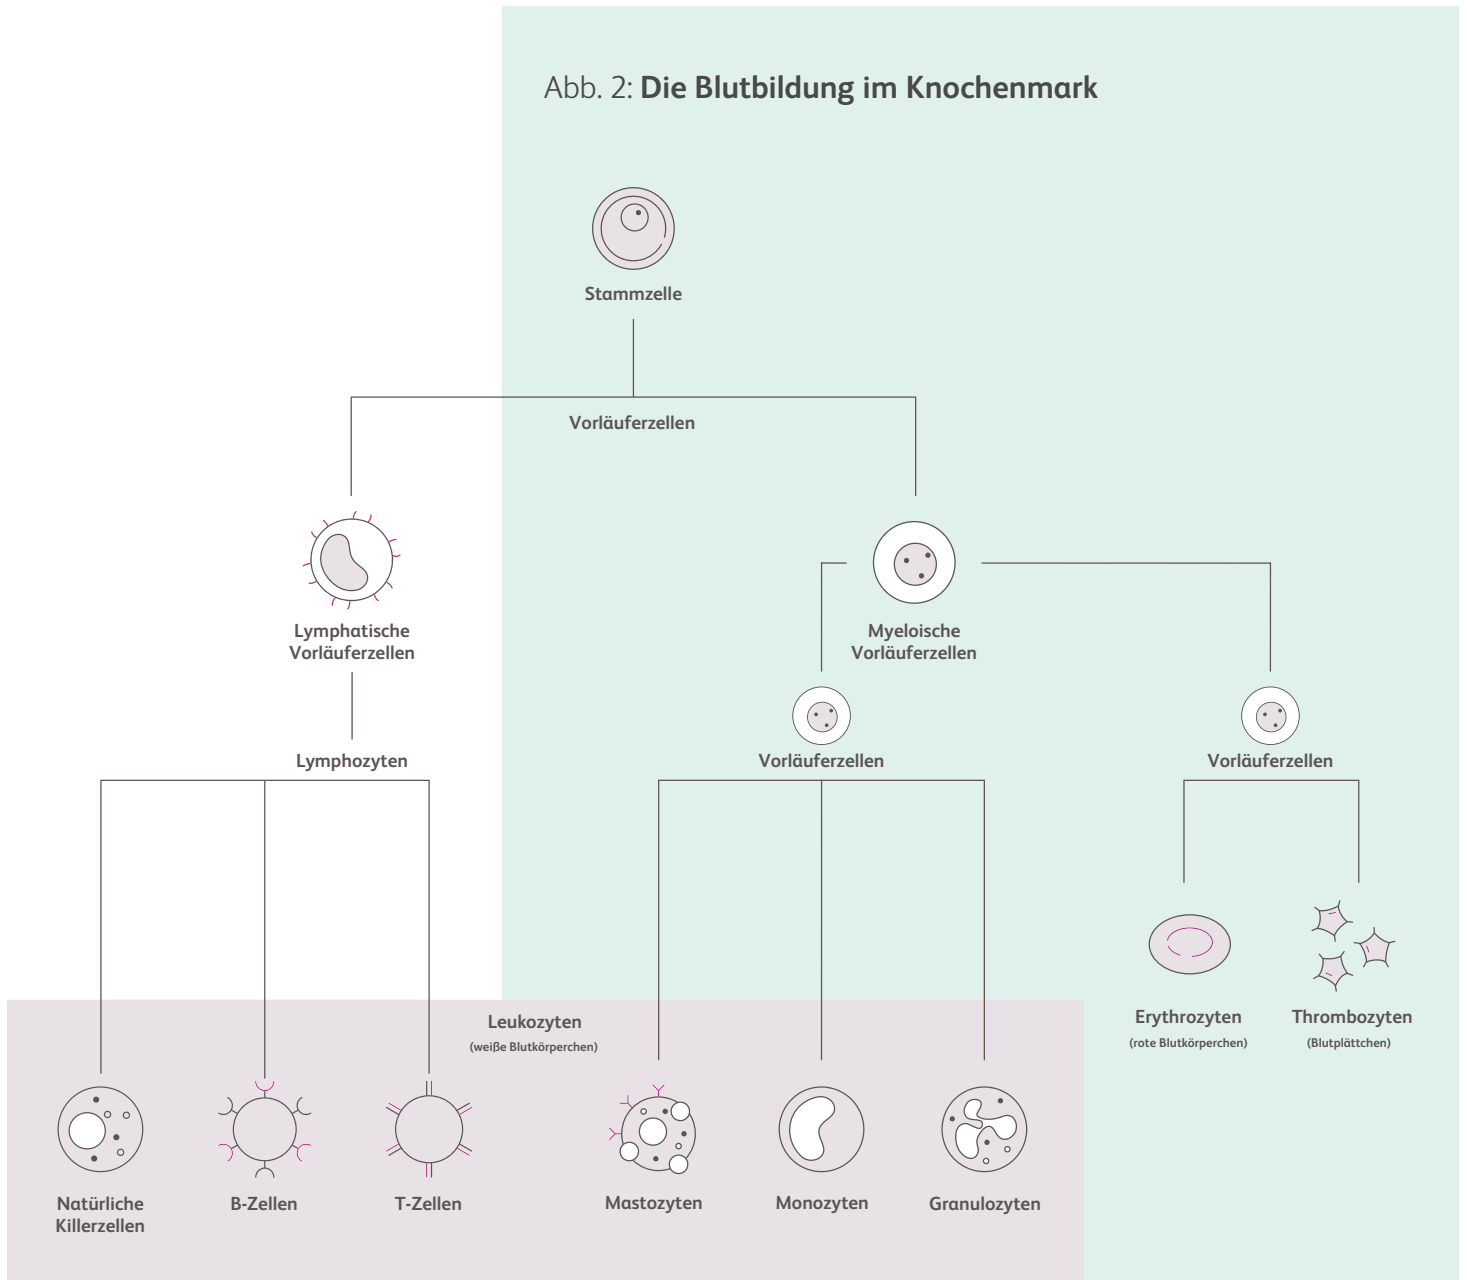 Abb. 2: Die Blutbildung im Knochenmark
Stammzelle
Vorläuferzellen
Lymphatische
Vorläuferzellen
Myeloische
Vorläuferzellen
Lymphozyten
Vorläuferzellen
Vorläuferzellen
Leukozyten
(weiße Blutkörperchen)
Erythrozyten
(rote Blutkörperchen)
Thrombozyten
(Blutplättchen)
Natürliche
Killerzellen
B-Zellen
T-Zellen
Mastozyten
Monozyten
Granulozyten